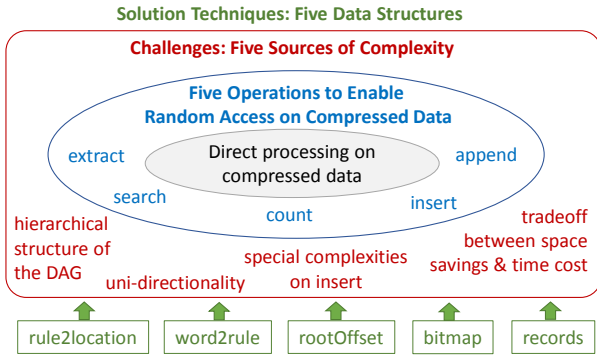 Solution Techniques: Five Data Structures
Challenges: Five Sources of Complexity
Five Operations to Enable
Random Access on Compressed Data
Direct processing on
compressed data
extract
search
count
insert
append
hierarchical
structure of
the DAG
uni-directionality
special complexities
on insert
tradeoff
between space
savings & time cost
rule2location
word2rule
rootOffset
bitmap
records